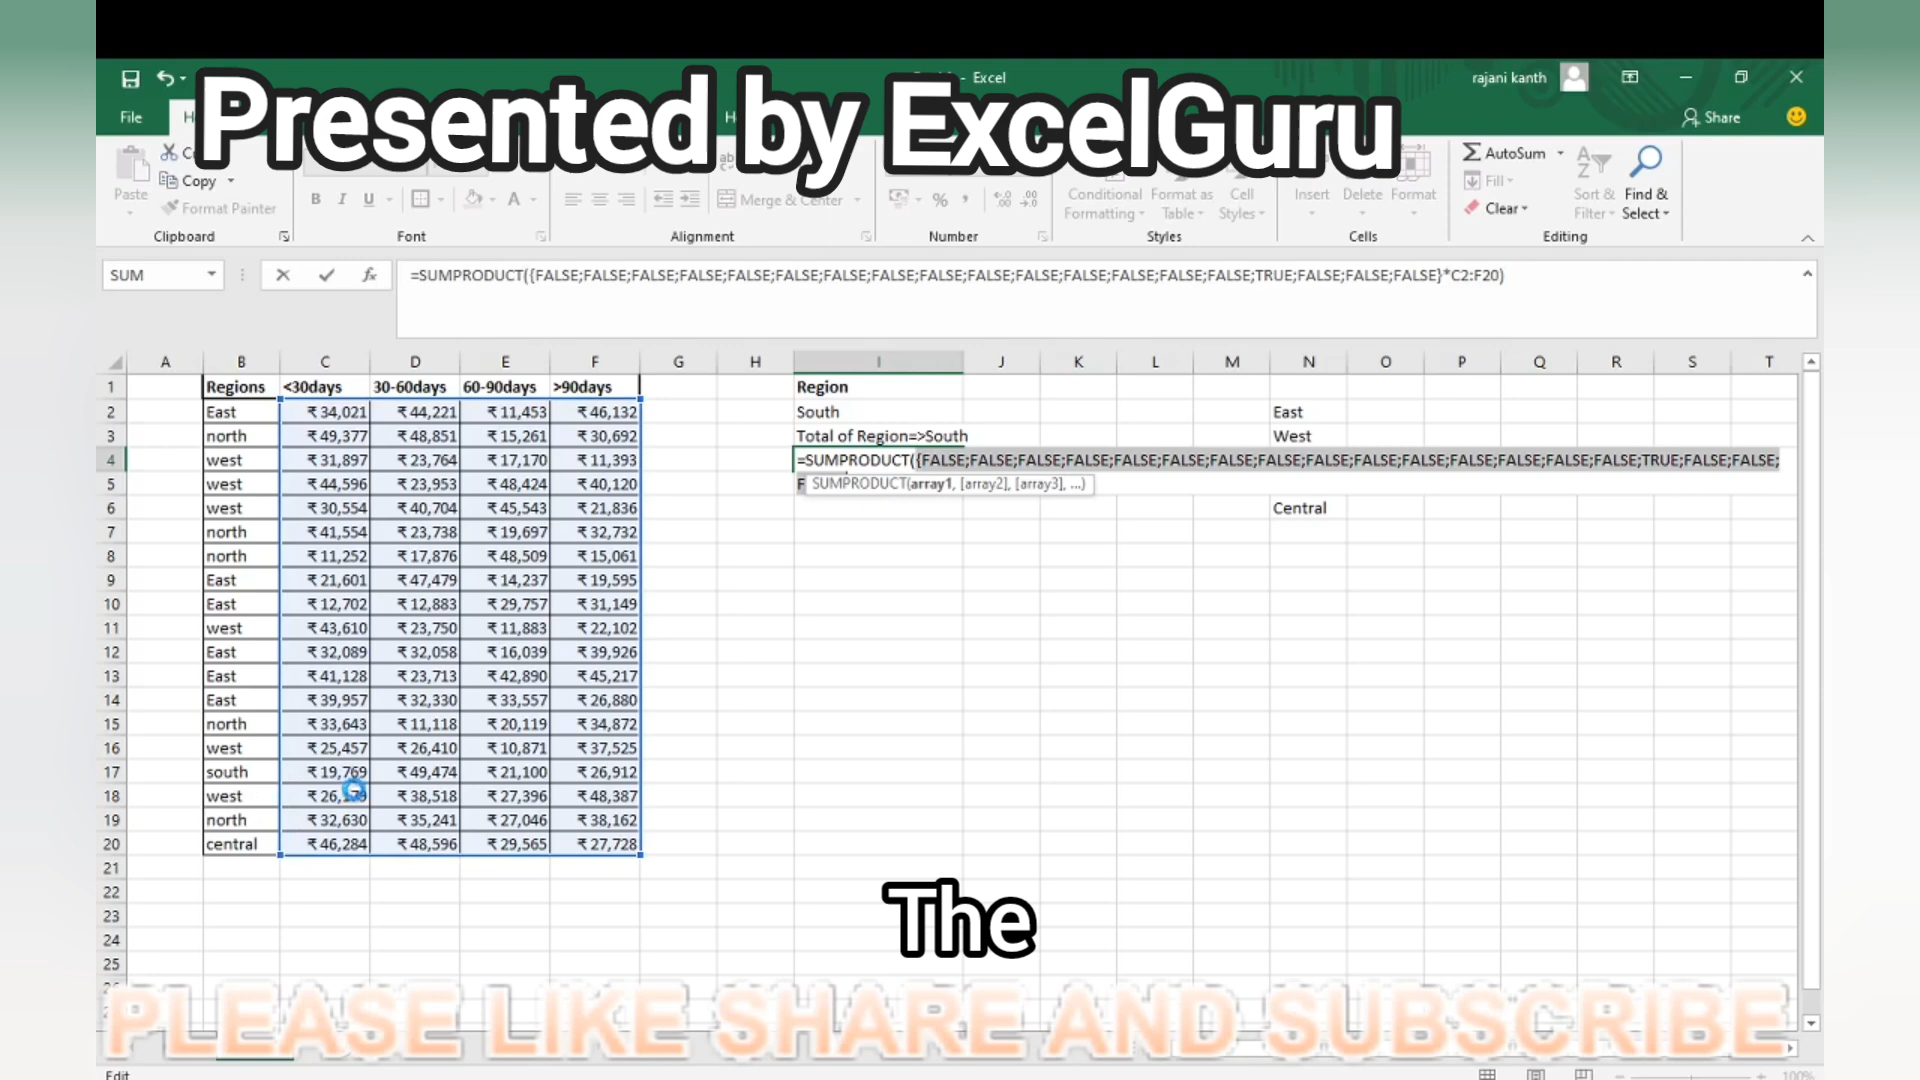 Presented by ExcelGuru
- Excel
rajani kanth
File
Share
Paste
Copy
Format Painter
Merge & Center
Conditional Formatting
Format as Table
Cell Styles
Insert
Delete
Format
AutoSum
Fill
Clear
Sort & Filter
Find & Select
Clipboard
Font
Alignment
Number
Styles
Cells
Editing
SUM
=SUMPRODUCT({FALSE;FALSE;FALSE;FALSE;FALSE;FALSE;FALSE;FALSE;FALSE;FALSE;FALSE;FALSE;FALSE;FALSE;FALSE;TRUE;FALSE;FALSE;FALSE}*C2:F20)
A B C D E F G H I J K L M N O P Q R S T
1 Regions <30days 30-60days 60-90days >90days Region
2 East ₹ 34,021 ₹ 44,221 ₹ 11,453 ₹ 46,132 South East
3 north ₹ 49,377 ₹ 48,851 ₹ 15,261 ₹ 30,692 Total of Region=>South West
4 west ₹ 31,897 ₹ 23,764 ₹ 17,170 ₹ 11,393 =SUMPRODUCT({FALSE;FALSE;FALSE;FALSE;FALSE;FALSE;FALSE;FALSE;FALSE;FALSE;FALSE;FALSE;FALSE;FALSE;FALSE;TRUE;FALSE;FALSE;
5 west ₹ 44,596 ₹ 23,953 ₹ 48,424 ₹ 40,120 F SUMPRODUCT(array1, [array2], [array3], ...)
6 west ₹ 30,554 ₹ 40,704 ₹ 45,543 ₹ 21,836 Central
7 north ₹ 41,554 ₹ 23,738 ₹ 19,697 ₹ 32,732
8 north ₹ 11,252 ₹ 17,876 ₹ 48,509 ₹ 15,061
9 East ₹ 21,601 ₹ 47,479 ₹ 14,237 ₹ 19,595
10 East ₹ 12,702 ₹ 12,883 ₹ 29,757 ₹ 31,149
11 west ₹ 43,610 ₹ 23,750 ₹ 11,883 ₹ 22,102
12 East ₹ 32,089 ₹ 32,058 ₹ 16,039 ₹ 39,926
13 East ₹ 41,128 ₹ 23,713 ₹ 42,890 ₹ 45,217
14 East ₹ 39,957 ₹ 32,330 ₹ 33,557 ₹ 26,880
15 north ₹ 33,643 ₹ 11,118 ₹ 20,119 ₹ 34,872
16 west ₹ 25,457 ₹ 26,410 ₹ 10,871 ₹ 37,525
17 south ₹ 19,769 ₹ 49,474 ₹ 21,100 ₹ 26,912
18 west ₹ 38,518 ₹ 27,396 ₹ 48,387
19 north ₹ 32,630 ₹ 35,241 ₹ 27,046 ₹ 38,162
20 central ₹ 46,284 ₹ 48,596 ₹ 29,565 ₹ 27,728
21
22
23
24
25
The
PLEASE LIKE SHARE AND SUBSCRIBE
Edit
100%